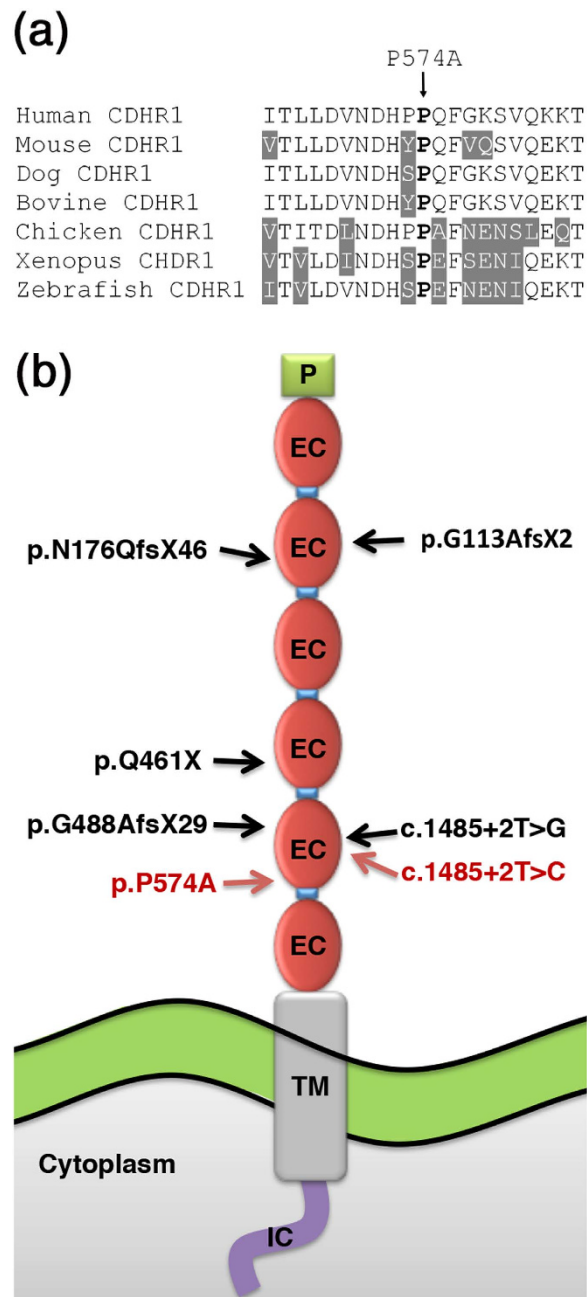 (a)
P574A
Human CDHR1 ITLLDVNDHPPQFGKSVQKKT
Mouse CDHR1 VTLLDVNDHYPQFVQSVQEKT
Dog CDHR1 ITLLDVNDHSPQFGKSVQEKT
Bovine CDHR1 ITLLDVNDHYPQFGKSVQEKT
Chicken CDHR1 VTITDLNDHPPAFNENSLEQT
Xenopus CHDR1 VTVLDINDHSPEFSENIQEKT
Zebrafish CDHR1 ITVLDVNDHSPEFNENIQEKT
(b)
P
EC
p.N176QfsX46 EC p.G113AfsX2
EC
EC
p.Q461X
p.G488AfsX29 EC c.1485+2T>G
p.P574A c.1485+2T>C
EC
TM
Cytoplasm
IC